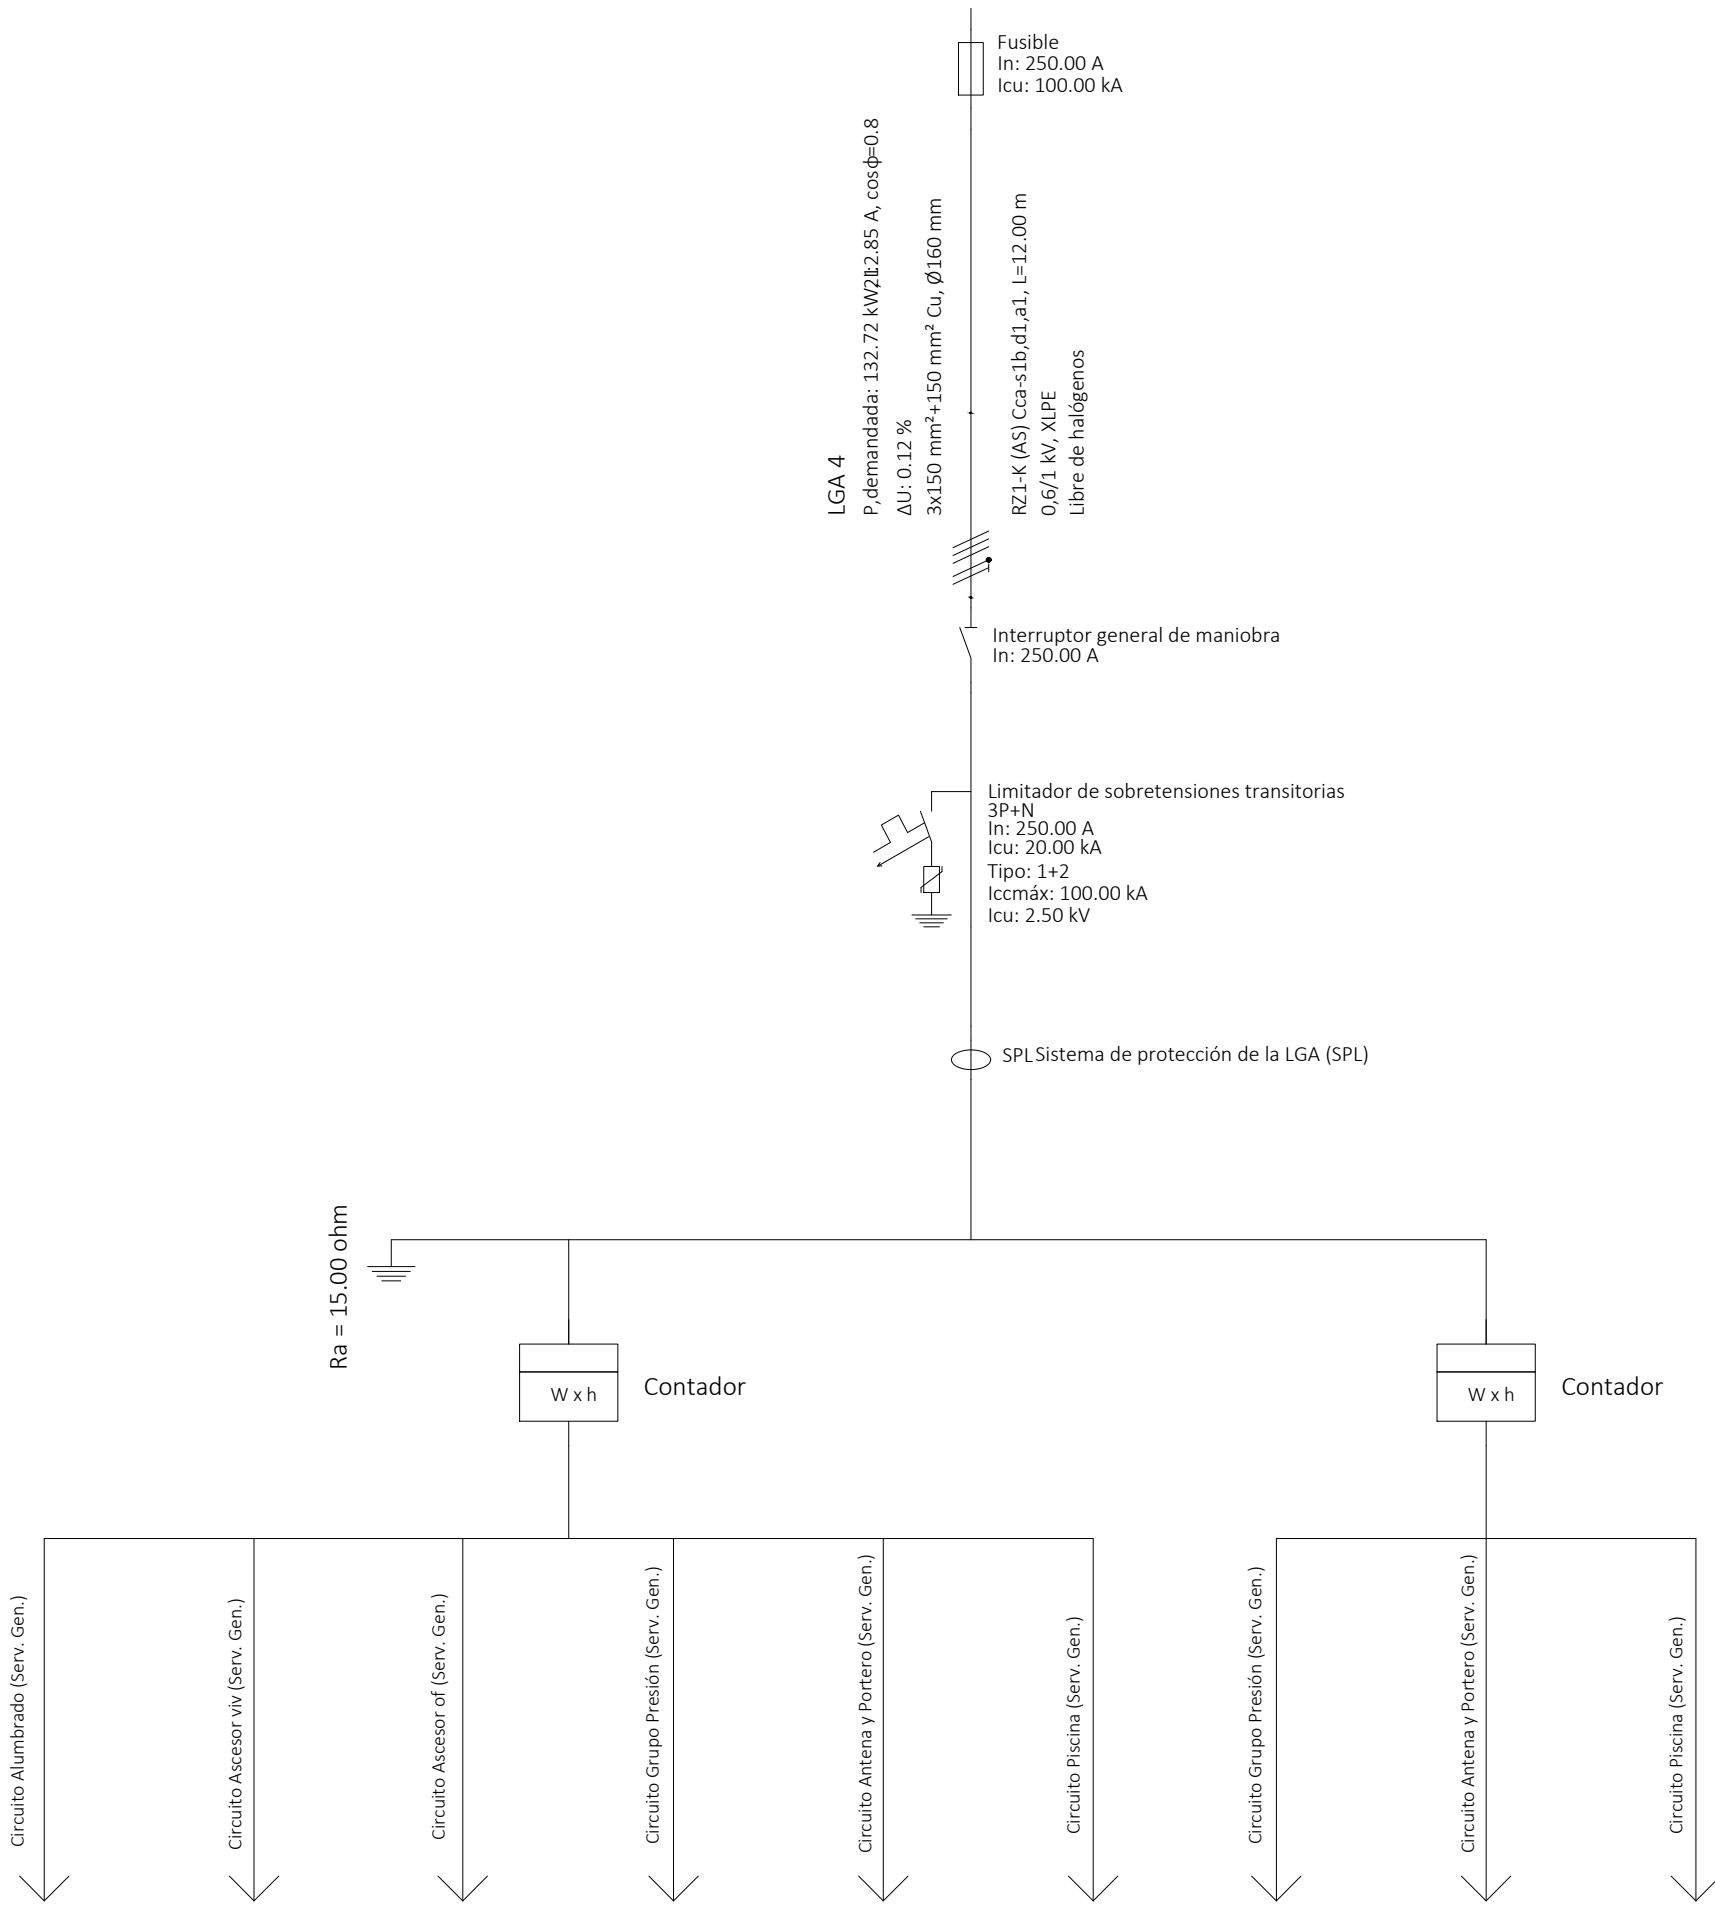 Fusible
In: 250.00 A
Icu: 100.00 kA
LGA 4
P,demandada: 132.72 kW, I: 212.85 A, cosϕ=0.8
ΔU: 0.12 %
3x150 mm²+150 mm² Cu, Ø160 mm
RZ1-K (AS) Cca-s1b,d1,a1, L=12.00 m
0,6/1 kV, XLPE
Libre de halógenos
Interruptor general de maniobra
In: 250.00 A
Limitador de sobretensiones transitorias
3P+N
In: 250.00 A
Icu: 20.00 kA
Tipo: 1+2
Iccmáx: 100.00 kA
Icu: 2.50 kV
SPL Sistema de protección de la LGA (SPL)
Ra = 15.00 ohm
W x h
Contador
W x h
Contador
Circuito Alumbrado (Serv. Gen.)
Circuito Ascesor viv (Serv. Gen.)
Circuito Ascesor of (Serv. Gen.)
Circuito Grupo Presión (Serv. Gen.)
Circuito Antena y Portero (Serv. Gen.)
Circuito Piscina (Serv. Gen.)
Circuito Grupo Presión (Serv. Gen.)
Circuito Antena y Portero (Serv. Gen.)
Circuito Piscina (Serv. Gen.)